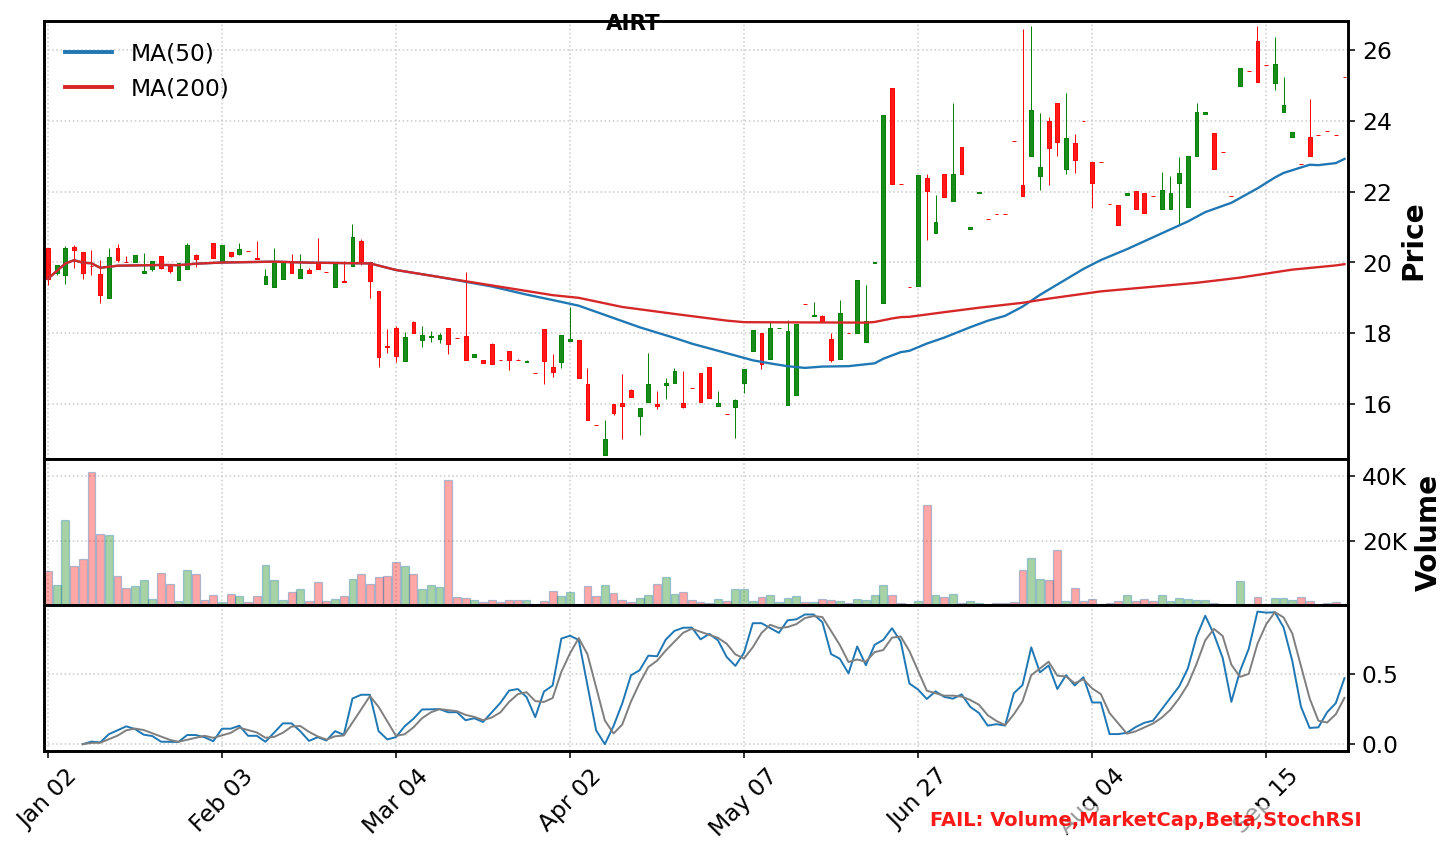 AIRT
MA(50)
MA(200)
26
24
22
20
18
16
Price
40K
20K
Volume
0.5
0.0
Jan 02
Feb 03
Mar 04
Apr 02
May 07
Jun 27
Aug 04
Sep 15
FAIL: Volume,MarketCap,Beta,StochRSI